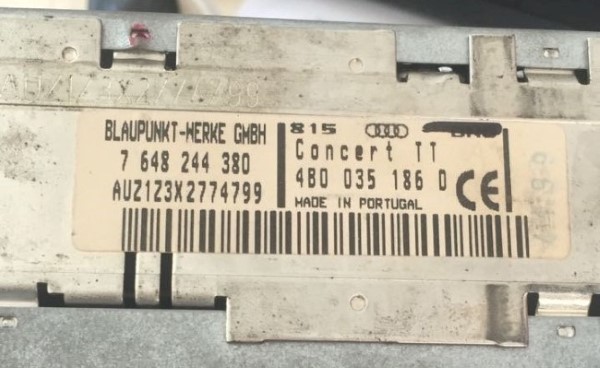 BLAUPUNKT-WERKE GMBH
7 648 244 380
AUZ1Z3X2774799
815
Concert TT
4B0 035 186 D
MADE IN PORTUGAL
CE